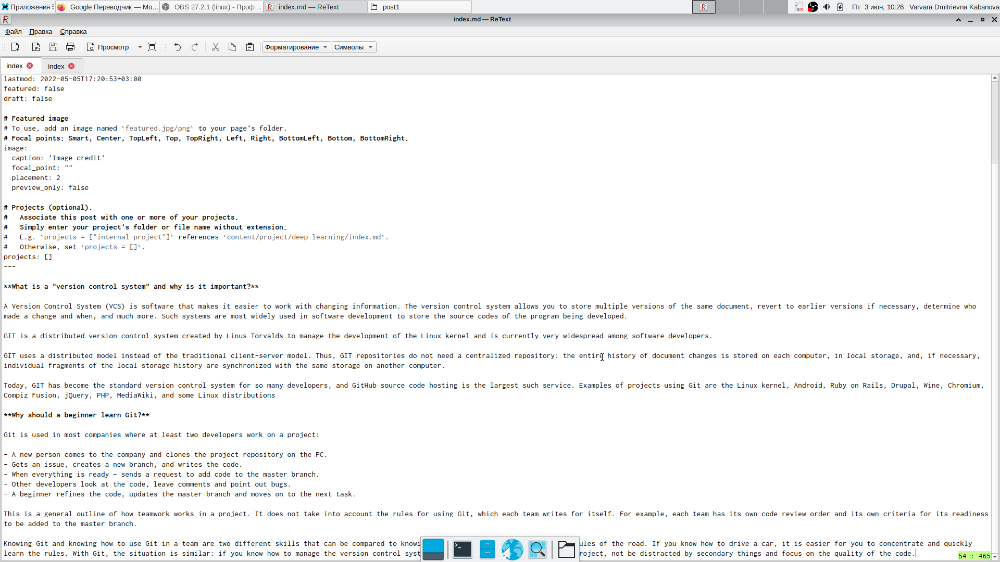 Приложения
Google Переводчик — Mo...
OBS 27.2.1 (linux) - Проф...
index.md — ReText
post1
Пт 3 июн, 10:26
Varvara Dmitrievna Kabanova
index.md — ReText
Файл Правка Справка
Просмотр Форматирование Символы
index index
lastmod: 2022-05-05T17:20:53+03:00
featured: false
draft: false
# Featured image
# To use, add an image named `featured.jpg/png` to your page's folder.
# Focal points: Smart, Center, TopLeft, Top, TopRight, Left, Right, BottomLeft, Bottom, BottomRight.
image:
  caption: 'Image credit'
  focal_point: ""
  placement: 2
  preview_only: false
# Projects (optional).
#   Associate this post with one or more of your projects.
#   Simply enter your project's folder or file name without extension.
#   E.g. `projects = ["internal-project"]` references `content/project/deep-learning/index.md`.
#   Otherwise, set `projects = []`.
projects: []
---
**What is a "version control system" and why is it important?**
A Version Control System (VCS) is software that makes it easier to work with changing information. The version control system allows you to store multiple versions of the same document, revert to earlier versions if necessary, determine who
made a change and when, and much more. Such systems are most widely used in software development to store the source codes of the program being developed.
GIT is a distributed version control system created by Linus Torvalds to manage the development of the Linux kernel and is currently very widespread among software developers.
GIT uses a distributed model instead of the traditional client-server model. Thus, GIT repositories do not need a centralized repository: the entire history of document changes is stored on each computer, in local storage, and, if necessary,
individual fragments of the local storage history are synchronized with the same storage on another computer.
Today, GIT has become the standard version control system for so many developers, and GitHub source code hosting is the largest such service. Examples of projects using Git are the Linux kernel, Android, Ruby on Rails, Drupal, Wine, Chromium,
Compiz Fusion, jQuery, PHP, MediaWiki, and some Linux distributions
**Why should a beginner learn Git?**
Git is used in most companies where at least two developers work on a project:
- A new person comes to the company and clones the project repository on the PC.
- Gets an issue, creates a new branch, and writes the code.
- When everything is ready - sends a request to add code to the master branch.
- Other developers look at the code, leave comments and point out bugs.
- A beginner refines the code, updates the master branch and moves on to the next task.
This is a general outline of how teamwork works in a project. It does not take into account the rules for using Git, which each team writes for itself. For example, each team has its own code review order and its own criteria for its readiness
to be added to the master branch.
Knowing Git and knowing how to use Git in a team are two different skills that can be compared to knowi ules of the road. If you know how to drive a car, it is easier for you to concentrate and quickly
learn the rules. With Git, the situation is similar: if you know how to manage the version control syst roject, not be distracted by secondary things and focus on the quality of the code.
54 : 465